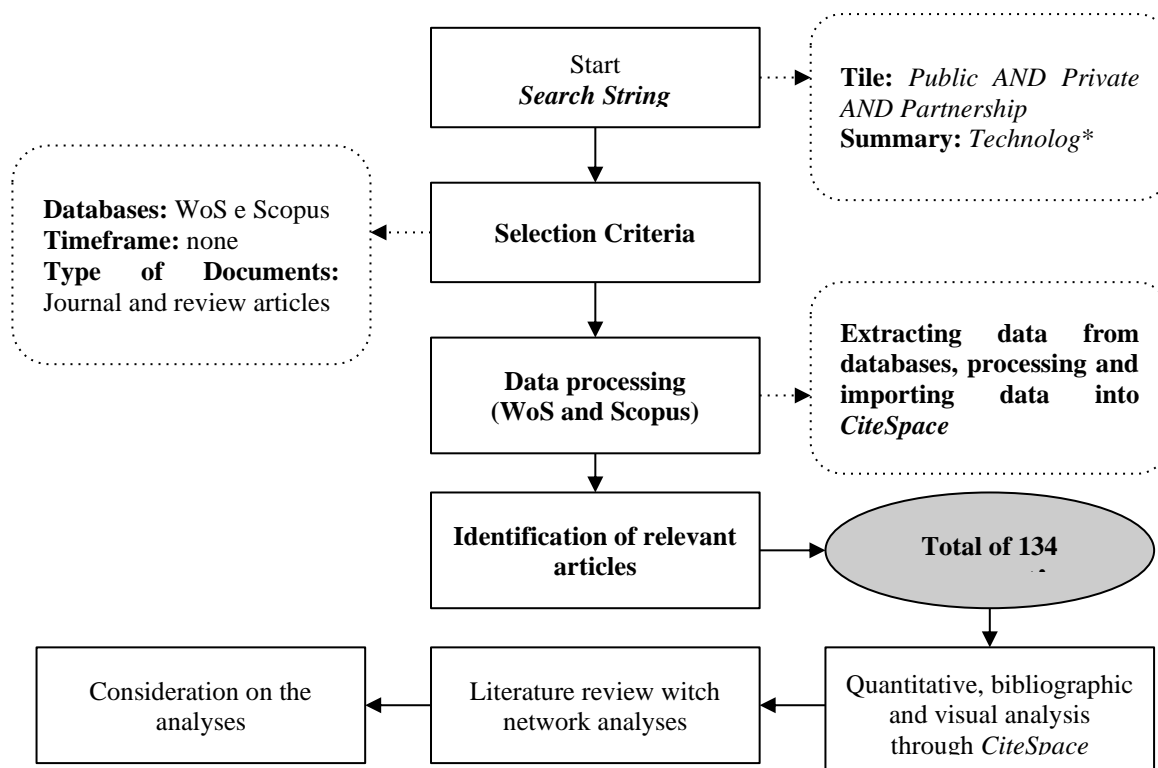 Start
Search String
Tile: Public AND Private
AND Partnership
Summary: Technolog*
Databases: WoS e Scopus
Timeframe: none
Type of Documents:
Journal and review articles
Selection Criteria
Data processing
(WoS and Scopus)
Extracting data from
databases, processing and
importing data into
CiteSpace
Identification of relevant
articles
Total of 134
Quantitative, bibliographic
and visual analysis
through CiteSpace
Literature review witch
network analyses
Consideration on the
analyses